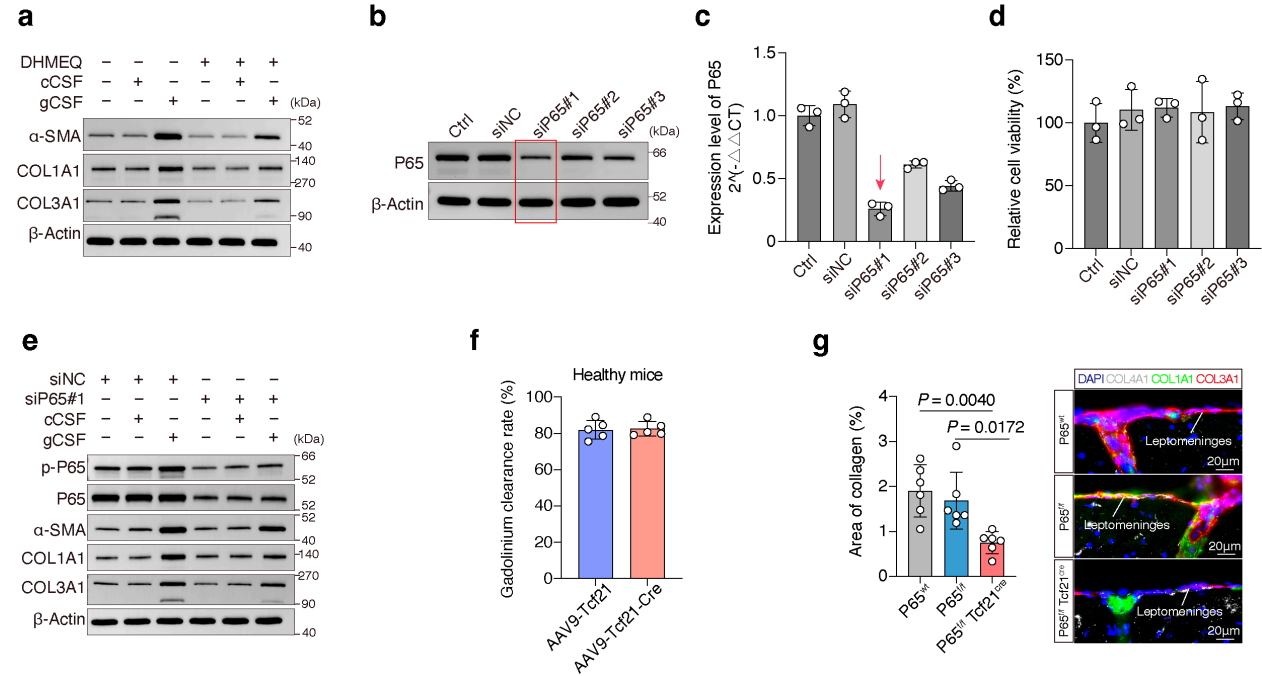 a
DHMEQ – – – + + +
cCSF – + – – + –
gCSF – – + – – + (kDa)
α-SMA
52
40
COL1A1
140
270
COL3A1
90
β-Actin
40
b
Ctrl siNC siP65#1 siP65#2 siP65#3
(kDa)
P65
66
52
β-Actin
40
c
Expression level of P65
2^(-△△CT)
1.5
1.0
0.5
0
Ctrl siNC siP65#1 siP65#2 siP65#3
d
Relative cell viability (%)
150
100
50
0
Ctrl siNC siP65#1 siP65#2 siP65#3
e
siNC + + + – – –
siP65#1 – – – + + +
cCSF – + – – + –
gCSF – – + – – + (kDa)
p-P65
66
52
P65
52
α-SMA
52
40
COL1A1
140
COL3A1
270
90
β-Actin
40
f
Healthy mice
Gadolinium clearance rate (%)
100
80
60
40
20
0
AAV9-Tcf21
AAV9-Tcf21-Cre
g
Area of collagen (%)
4
3
2
1
0
P = 0.0040
P = 0.0172
P65wt
P65f/f
P65f/f Tcf21cre
DAPI COL4A1 COL1A1 COL3A1
P65wt
Leptomeninges
20μm
P65f/f
Leptomeninges
20μm
P65f/f Tcf21cre
Leptomeninges
20μm